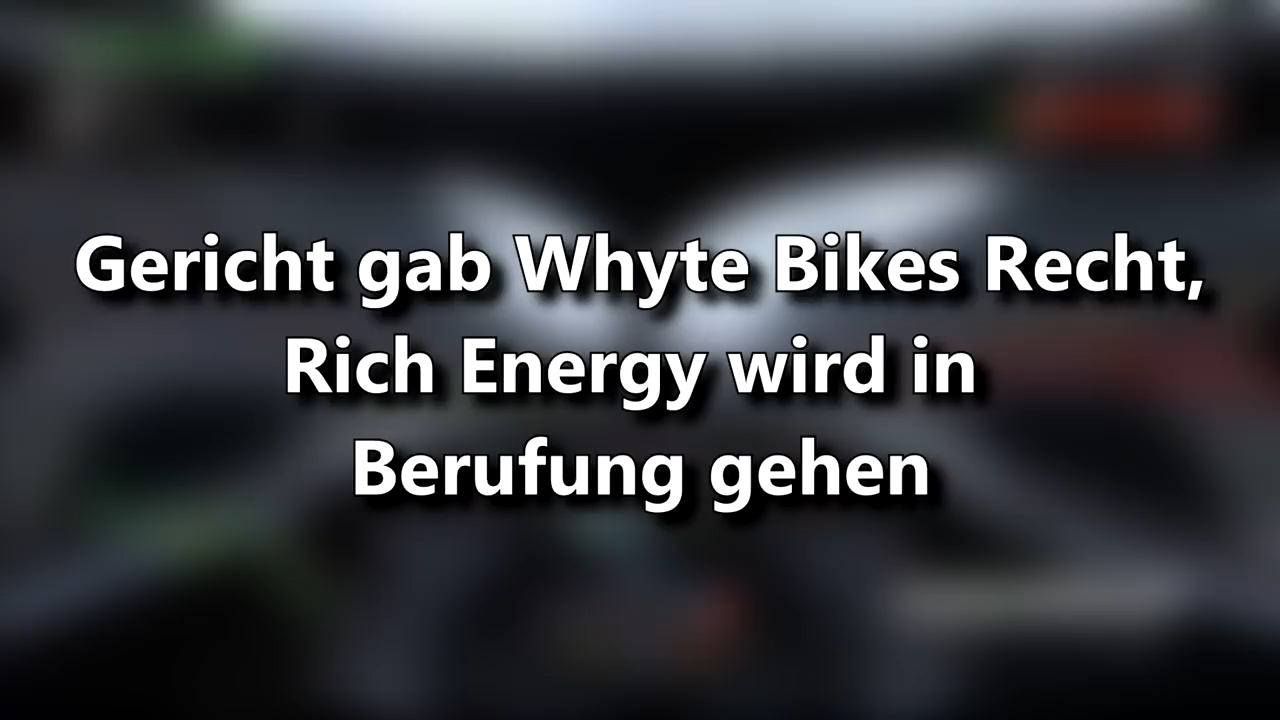 Gericht gab Whyte Bikes Recht,
Rich Energy wird in
Berufung gehen